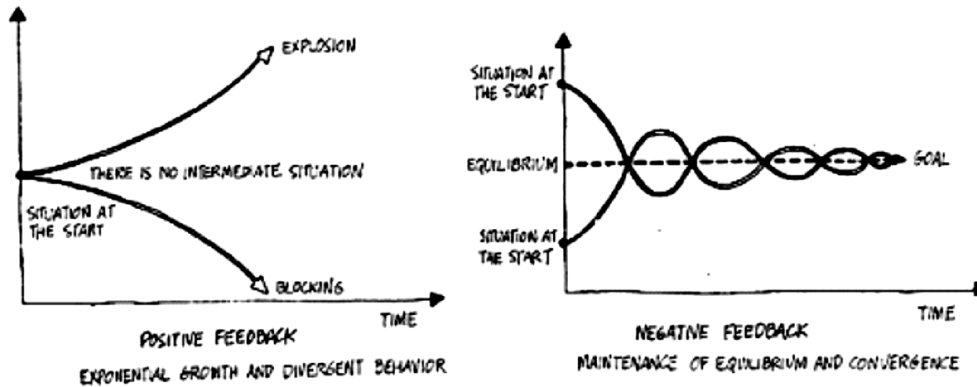 EXPLOSION
THERE IS NO INTERMEDIATE SITUATION
SITUATION AT
THE START
BLOCKING
TIME
POSITIVE FEEDBACK
EXPONENTIAL GROWTH AND DIVERGENT BEHAVIOR
SITUATION AT
THE START
EQUILIBRIUM
GOAL
SITUATION AT
THE START
TIME
NEGATIVE FEEDBACK
MAINTENANCE OF EQUILIBRIUM AND CONVERGENCE